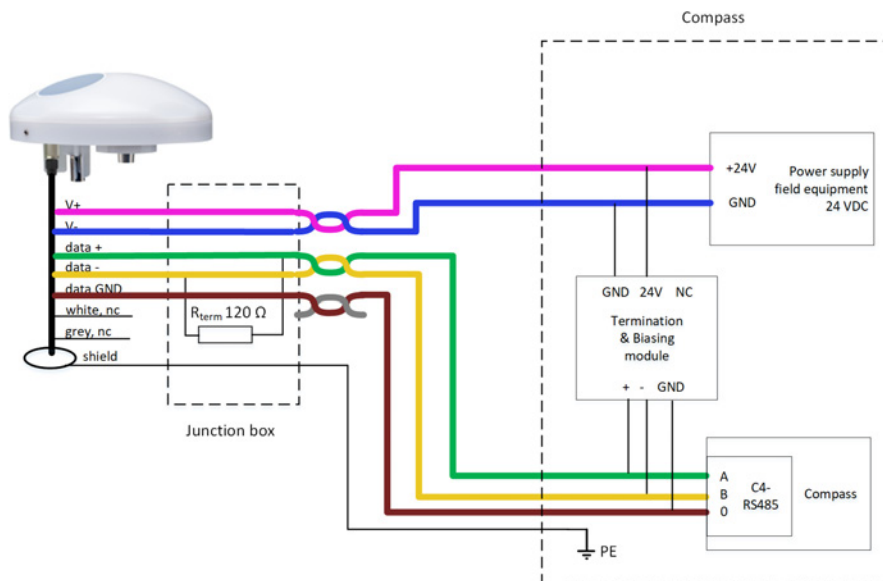 Compass
+24V
GND
Power supply
field equipment
24 VDC
V+
V-
data +
data -
data GND
white, nc
grey, nc
shield
Rterm 120 Ω
Junction box
GND 24V NC
Termination
& Biasing
module
+ - GND
A
B
0
C4-
RS485
Compass
PE